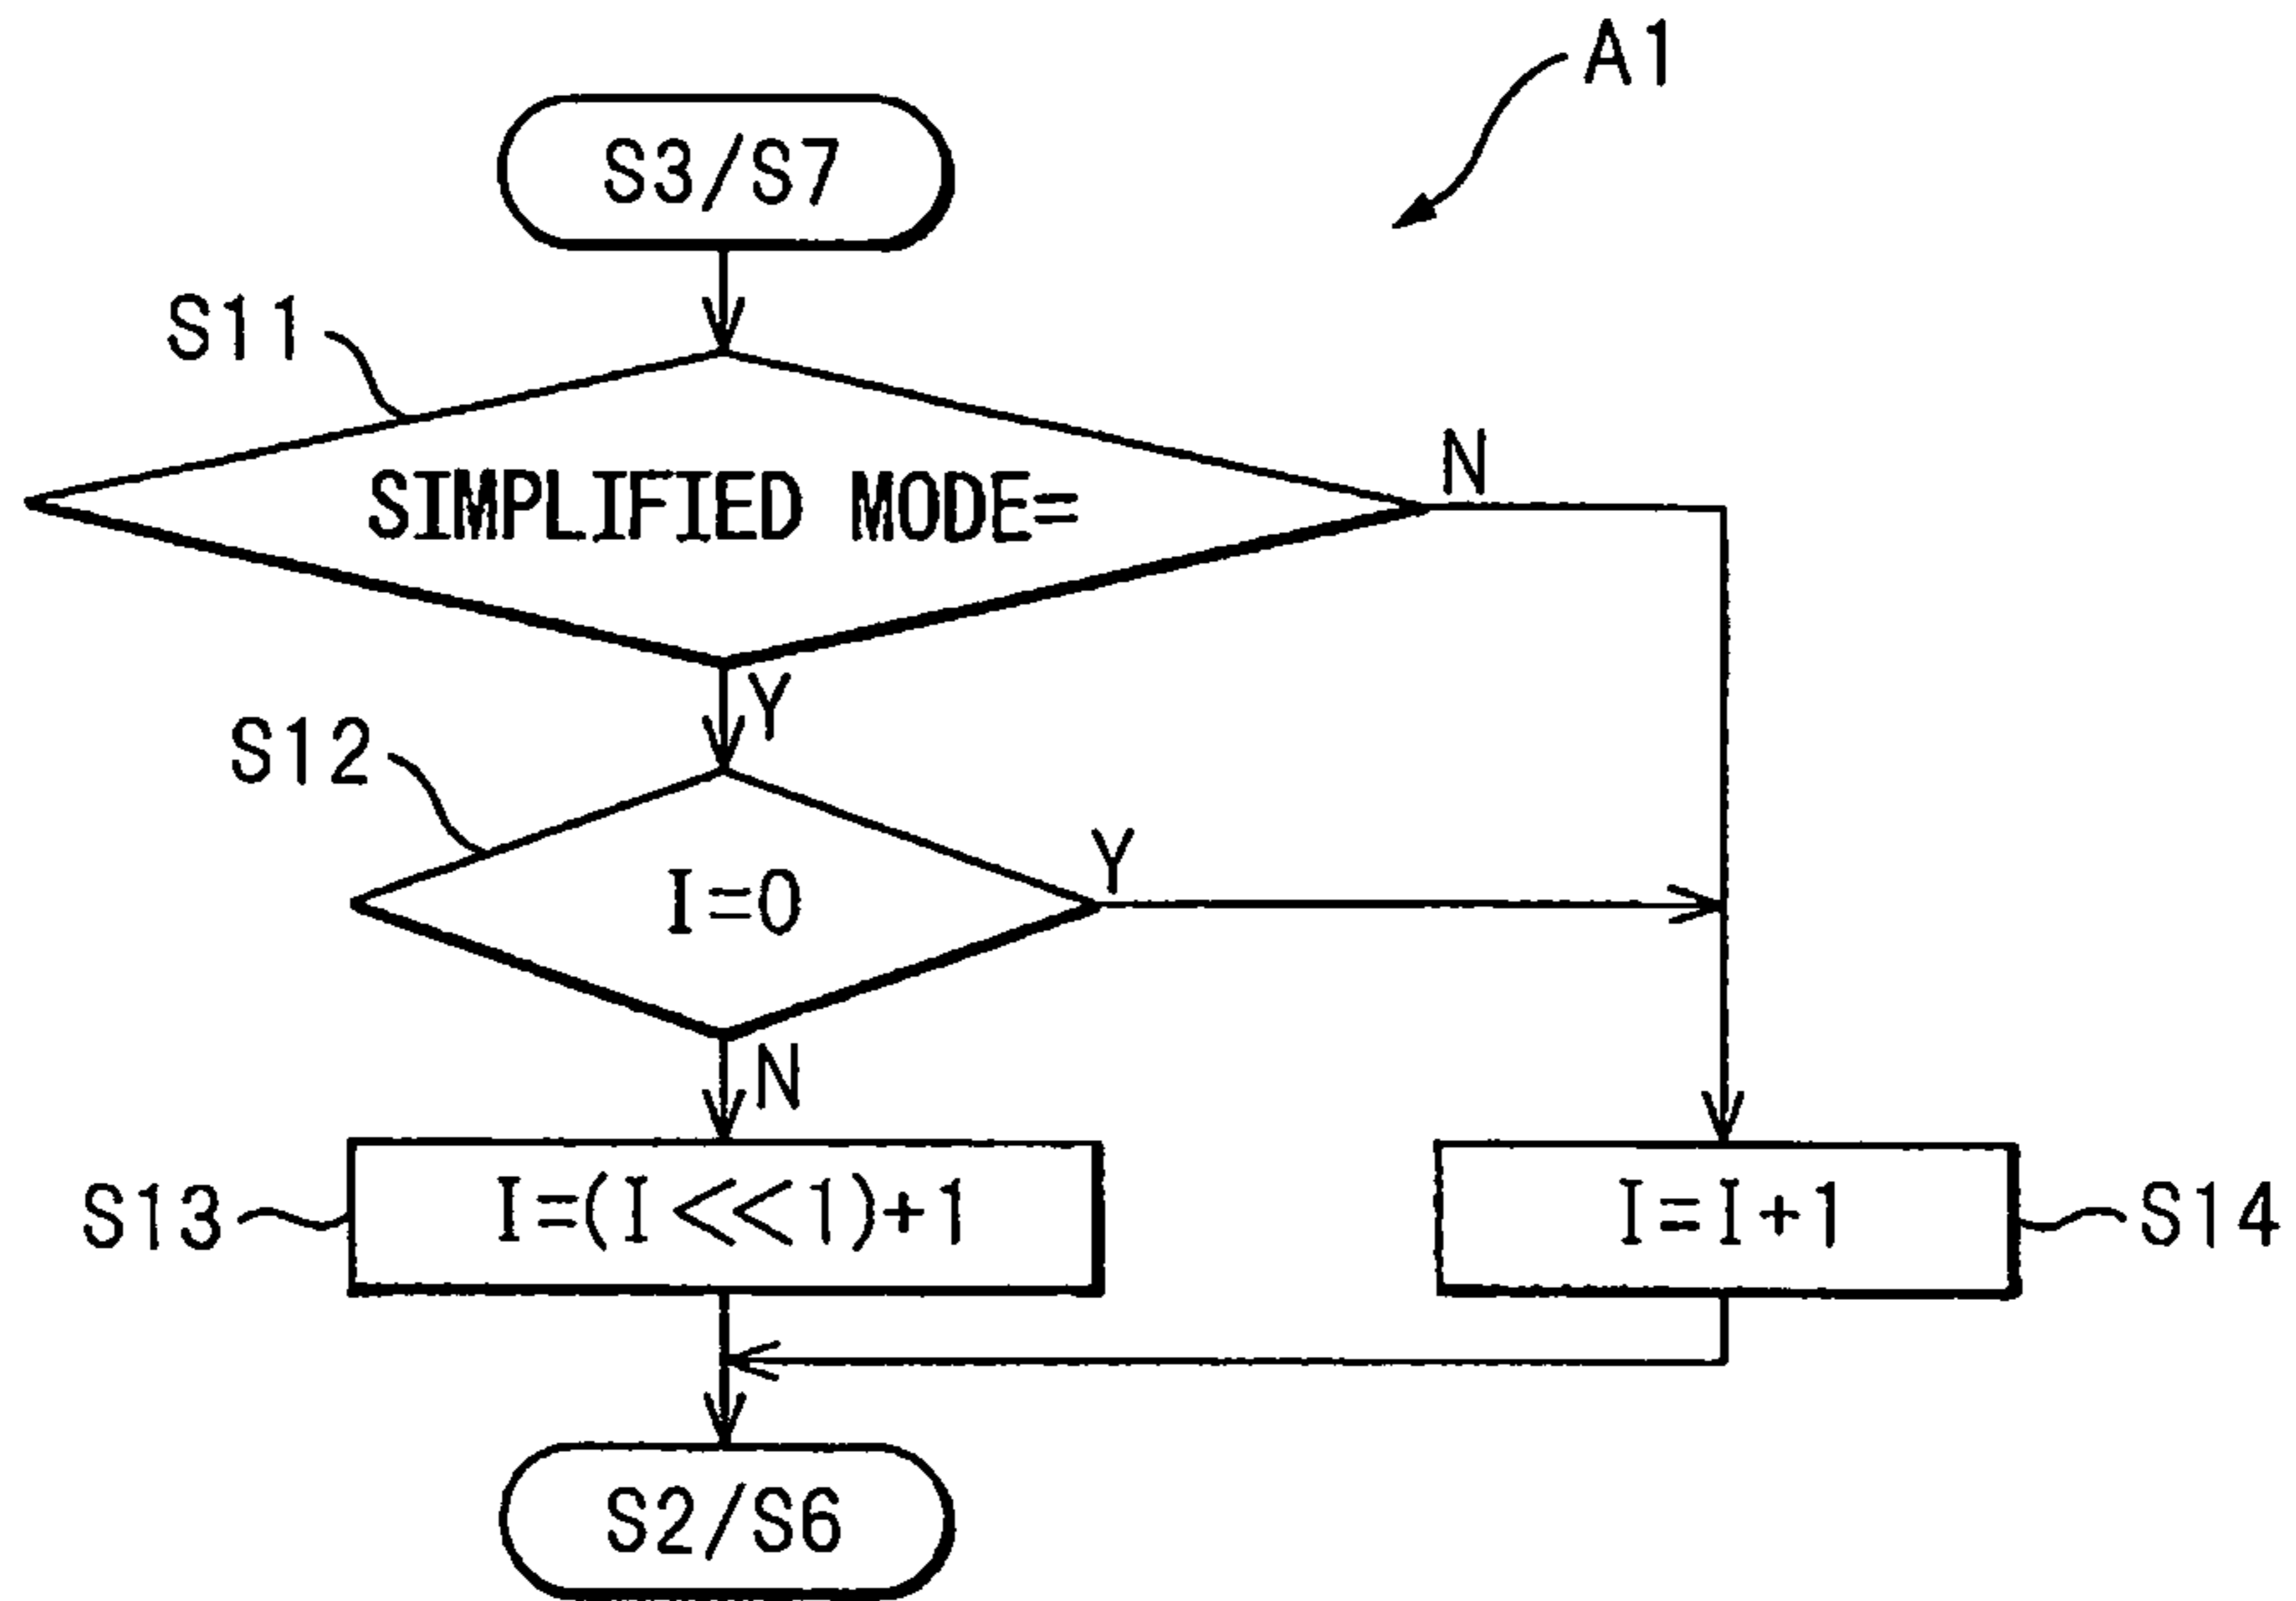 A1
S3/S7
S11
SIMPLIFIED MODE=
N
Y
S12
I=0
Y
N
S13
I=(I<<1)+1
I=I+1
S14
S2/S6